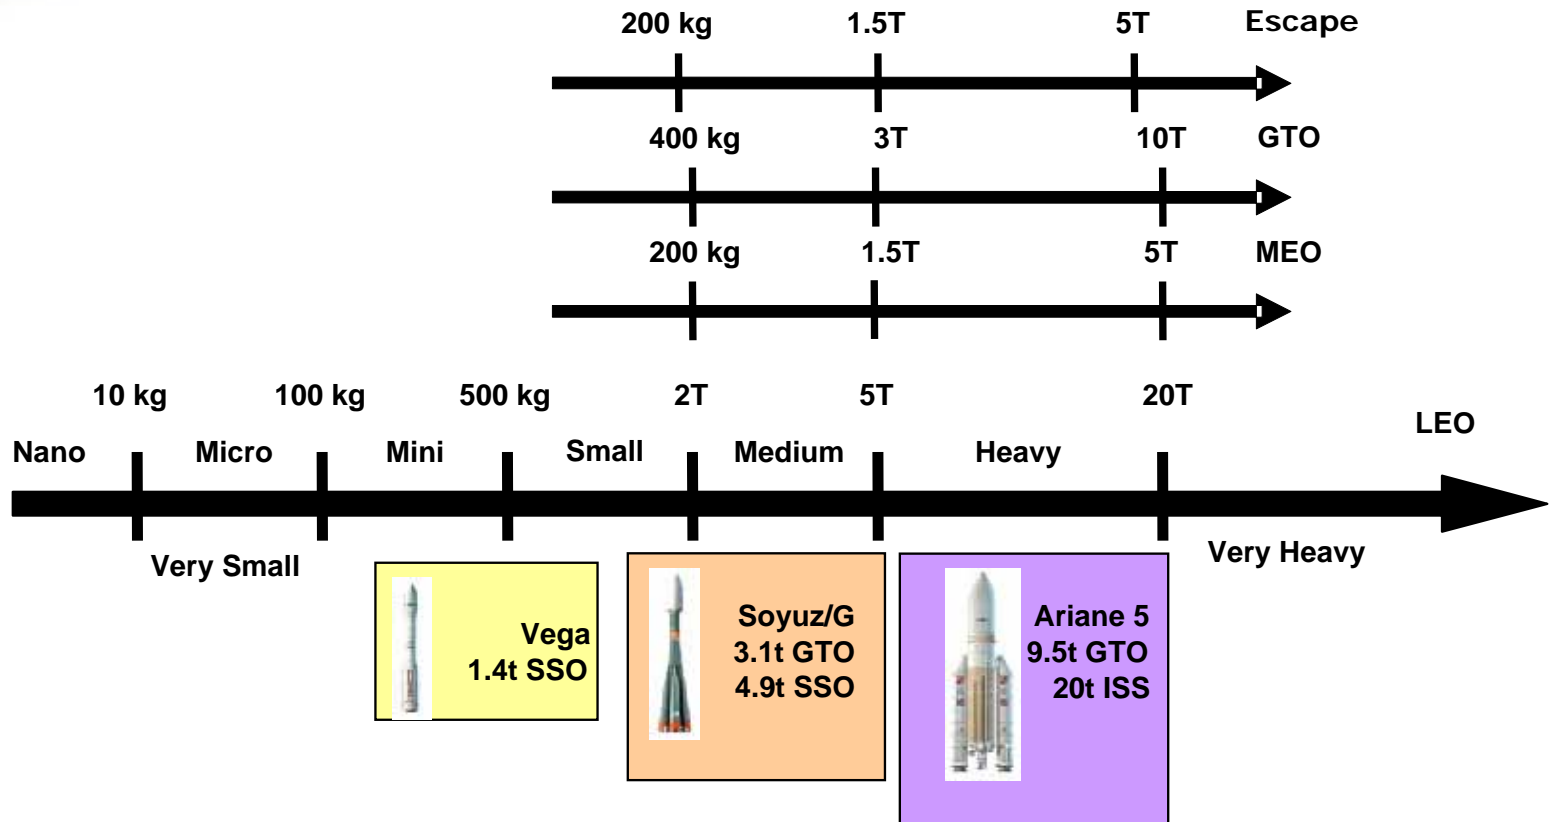 200 kg 1.5T 5T Escape
400 kg 3T 10T GTO
200 kg 1.5T 5T MEO
10 kg 100 kg 500 kg 2T 5T 20T
LEO
Nano Micro Mini Small Medium Heavy
Very Small
Very Heavy
Vega
1.4t SSO
Soyuz/G
3.1t GTO
4.9t SSO
Ariane 5
9.5t GTO
20t ISS